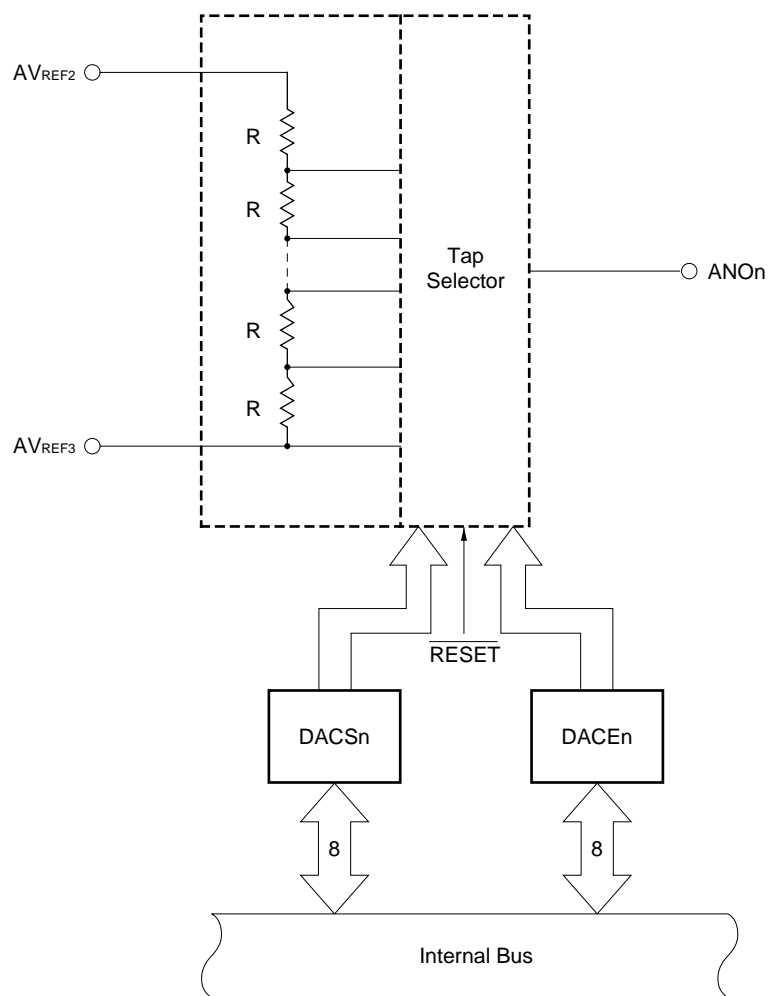 AVREF2
R
R
Tap
Selector
ANOn
R
R
AVREF3
RESET
DACSn
DACEn
8
8
Internal Bus